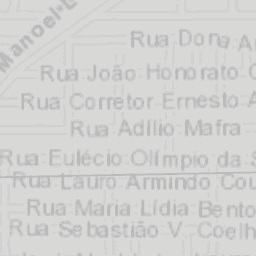 Manoel
Rua Dona
Rua João Honorato
Rua Corretor Ernesto
Rua Adílio Mafra
Rua Eulécio Olímpio da
Rua Lauro Armindo
Rua Maria Lídia Bento
Rua Sebastião V.